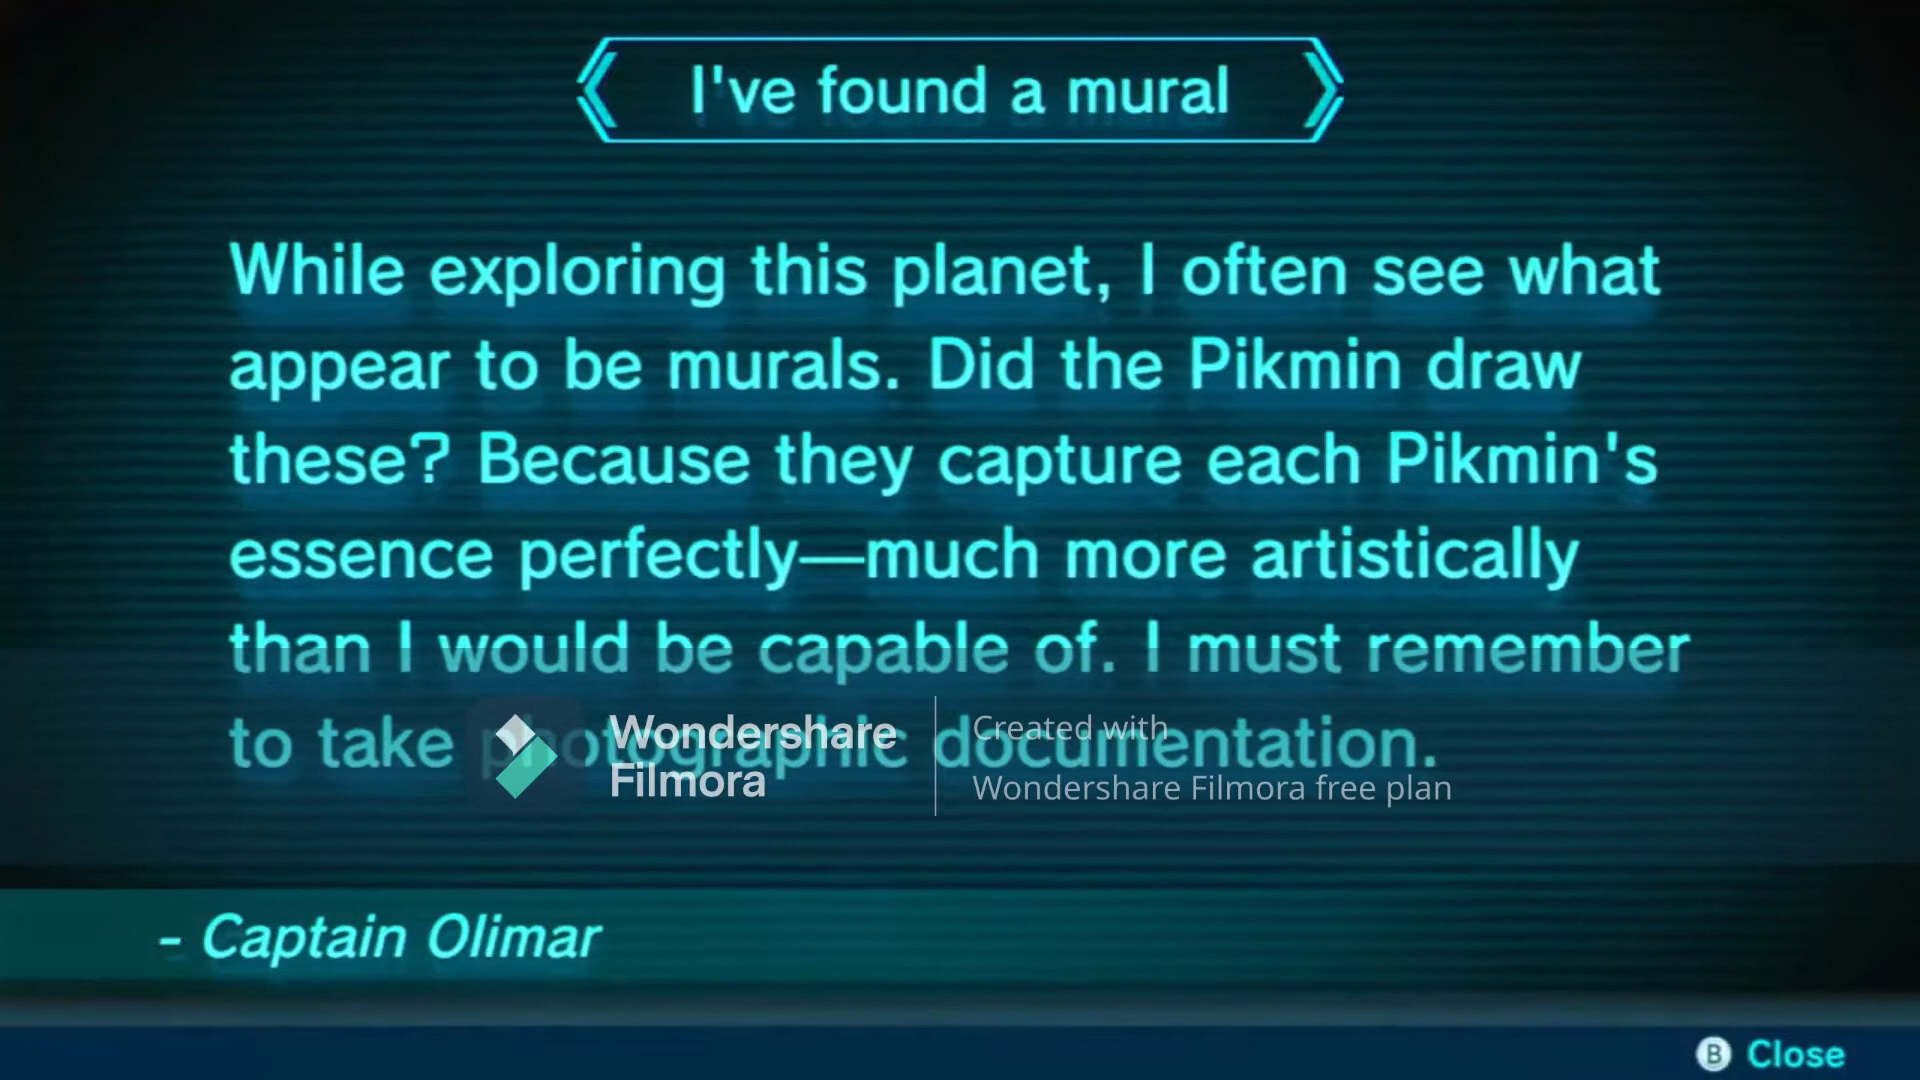 I've found a mural
While exploring this planet, I often see what
appear to be murals. Did the Pikmin draw
these? Because they capture each Pikmin's
essence perfectly—much more artistically
than I would be capable of. I must remember
to take photographic documentation.
Wondershare
Filmora
Created with
Wondershare Filmora free plan
- Captain Olimar
B Close